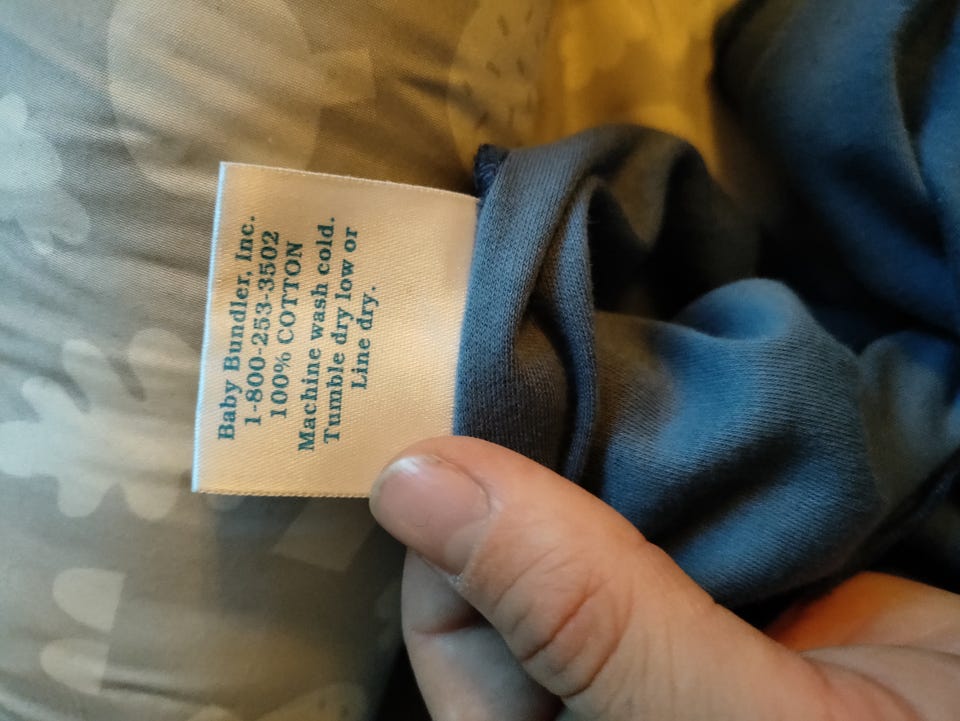 Baby Bundler, Inc.
1-800-253-3502
100% COTTON
Machine wash cold.
Tumble dry low or
Line dry.